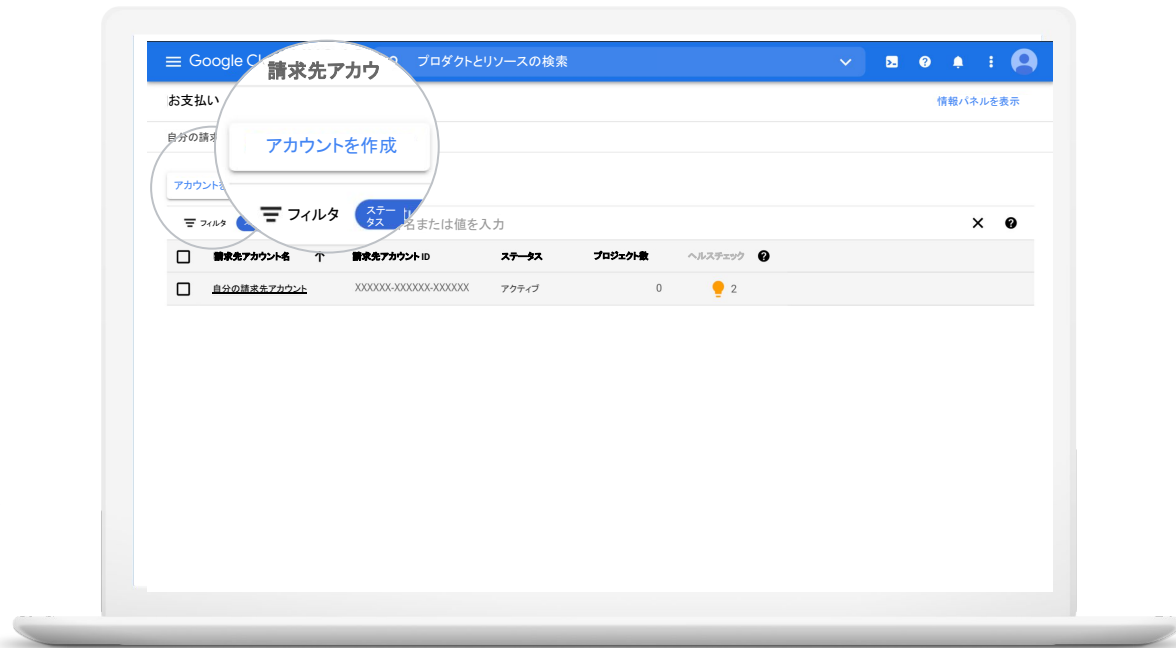 Google Cl
プロダクトとリソースの検索
請求先アカウ
お支払い
情報パネルを表示
自分の請求
アカウントを作成
アカウントを
フィルタ
ステータス
名または値を入力
フィルタ
請求先アカウント名
請求先アカウント ID
ステータス
プロジェクト数
ヘルスチェック
自分の請求先アカウント
XXXXXX-XXXXXX-XXXXXX
アクティブ
0
2